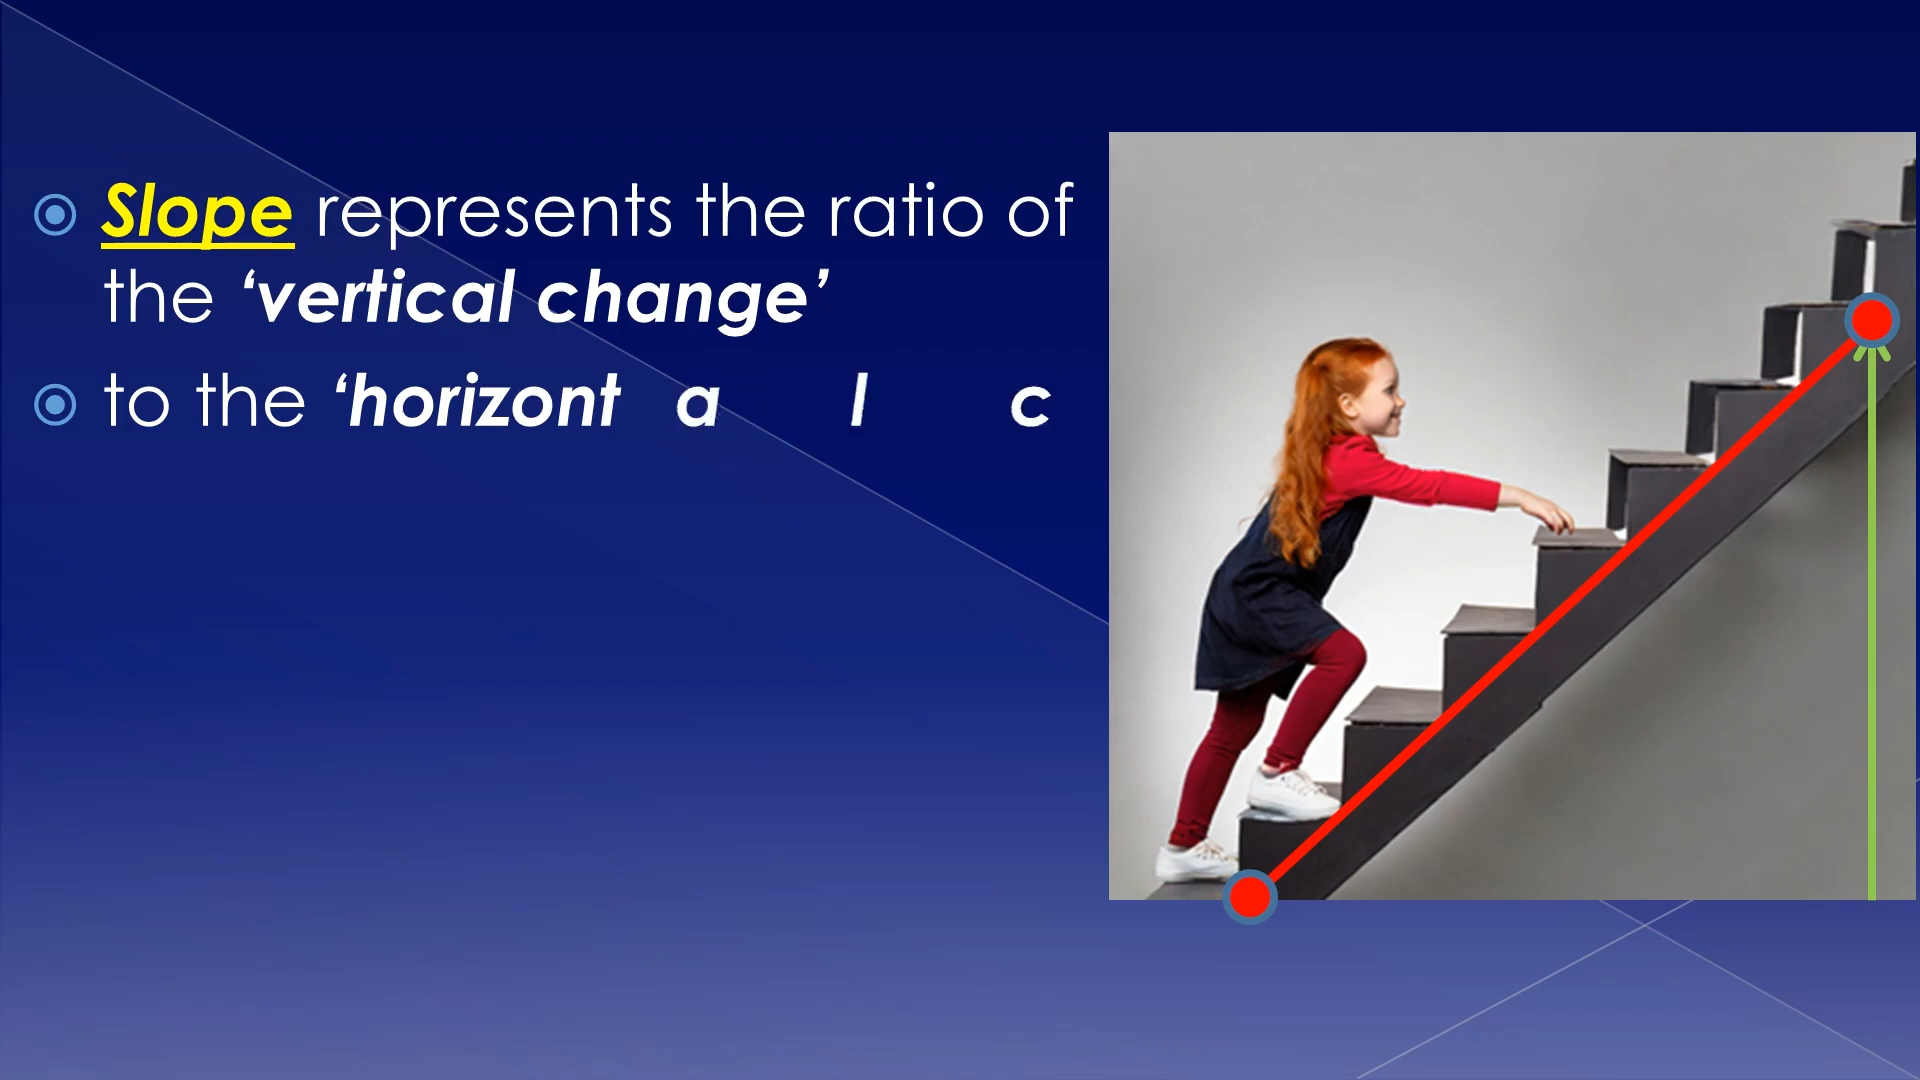 Slope represents the ratio of
the ‘vertical change’
to the ‘horizont a l c